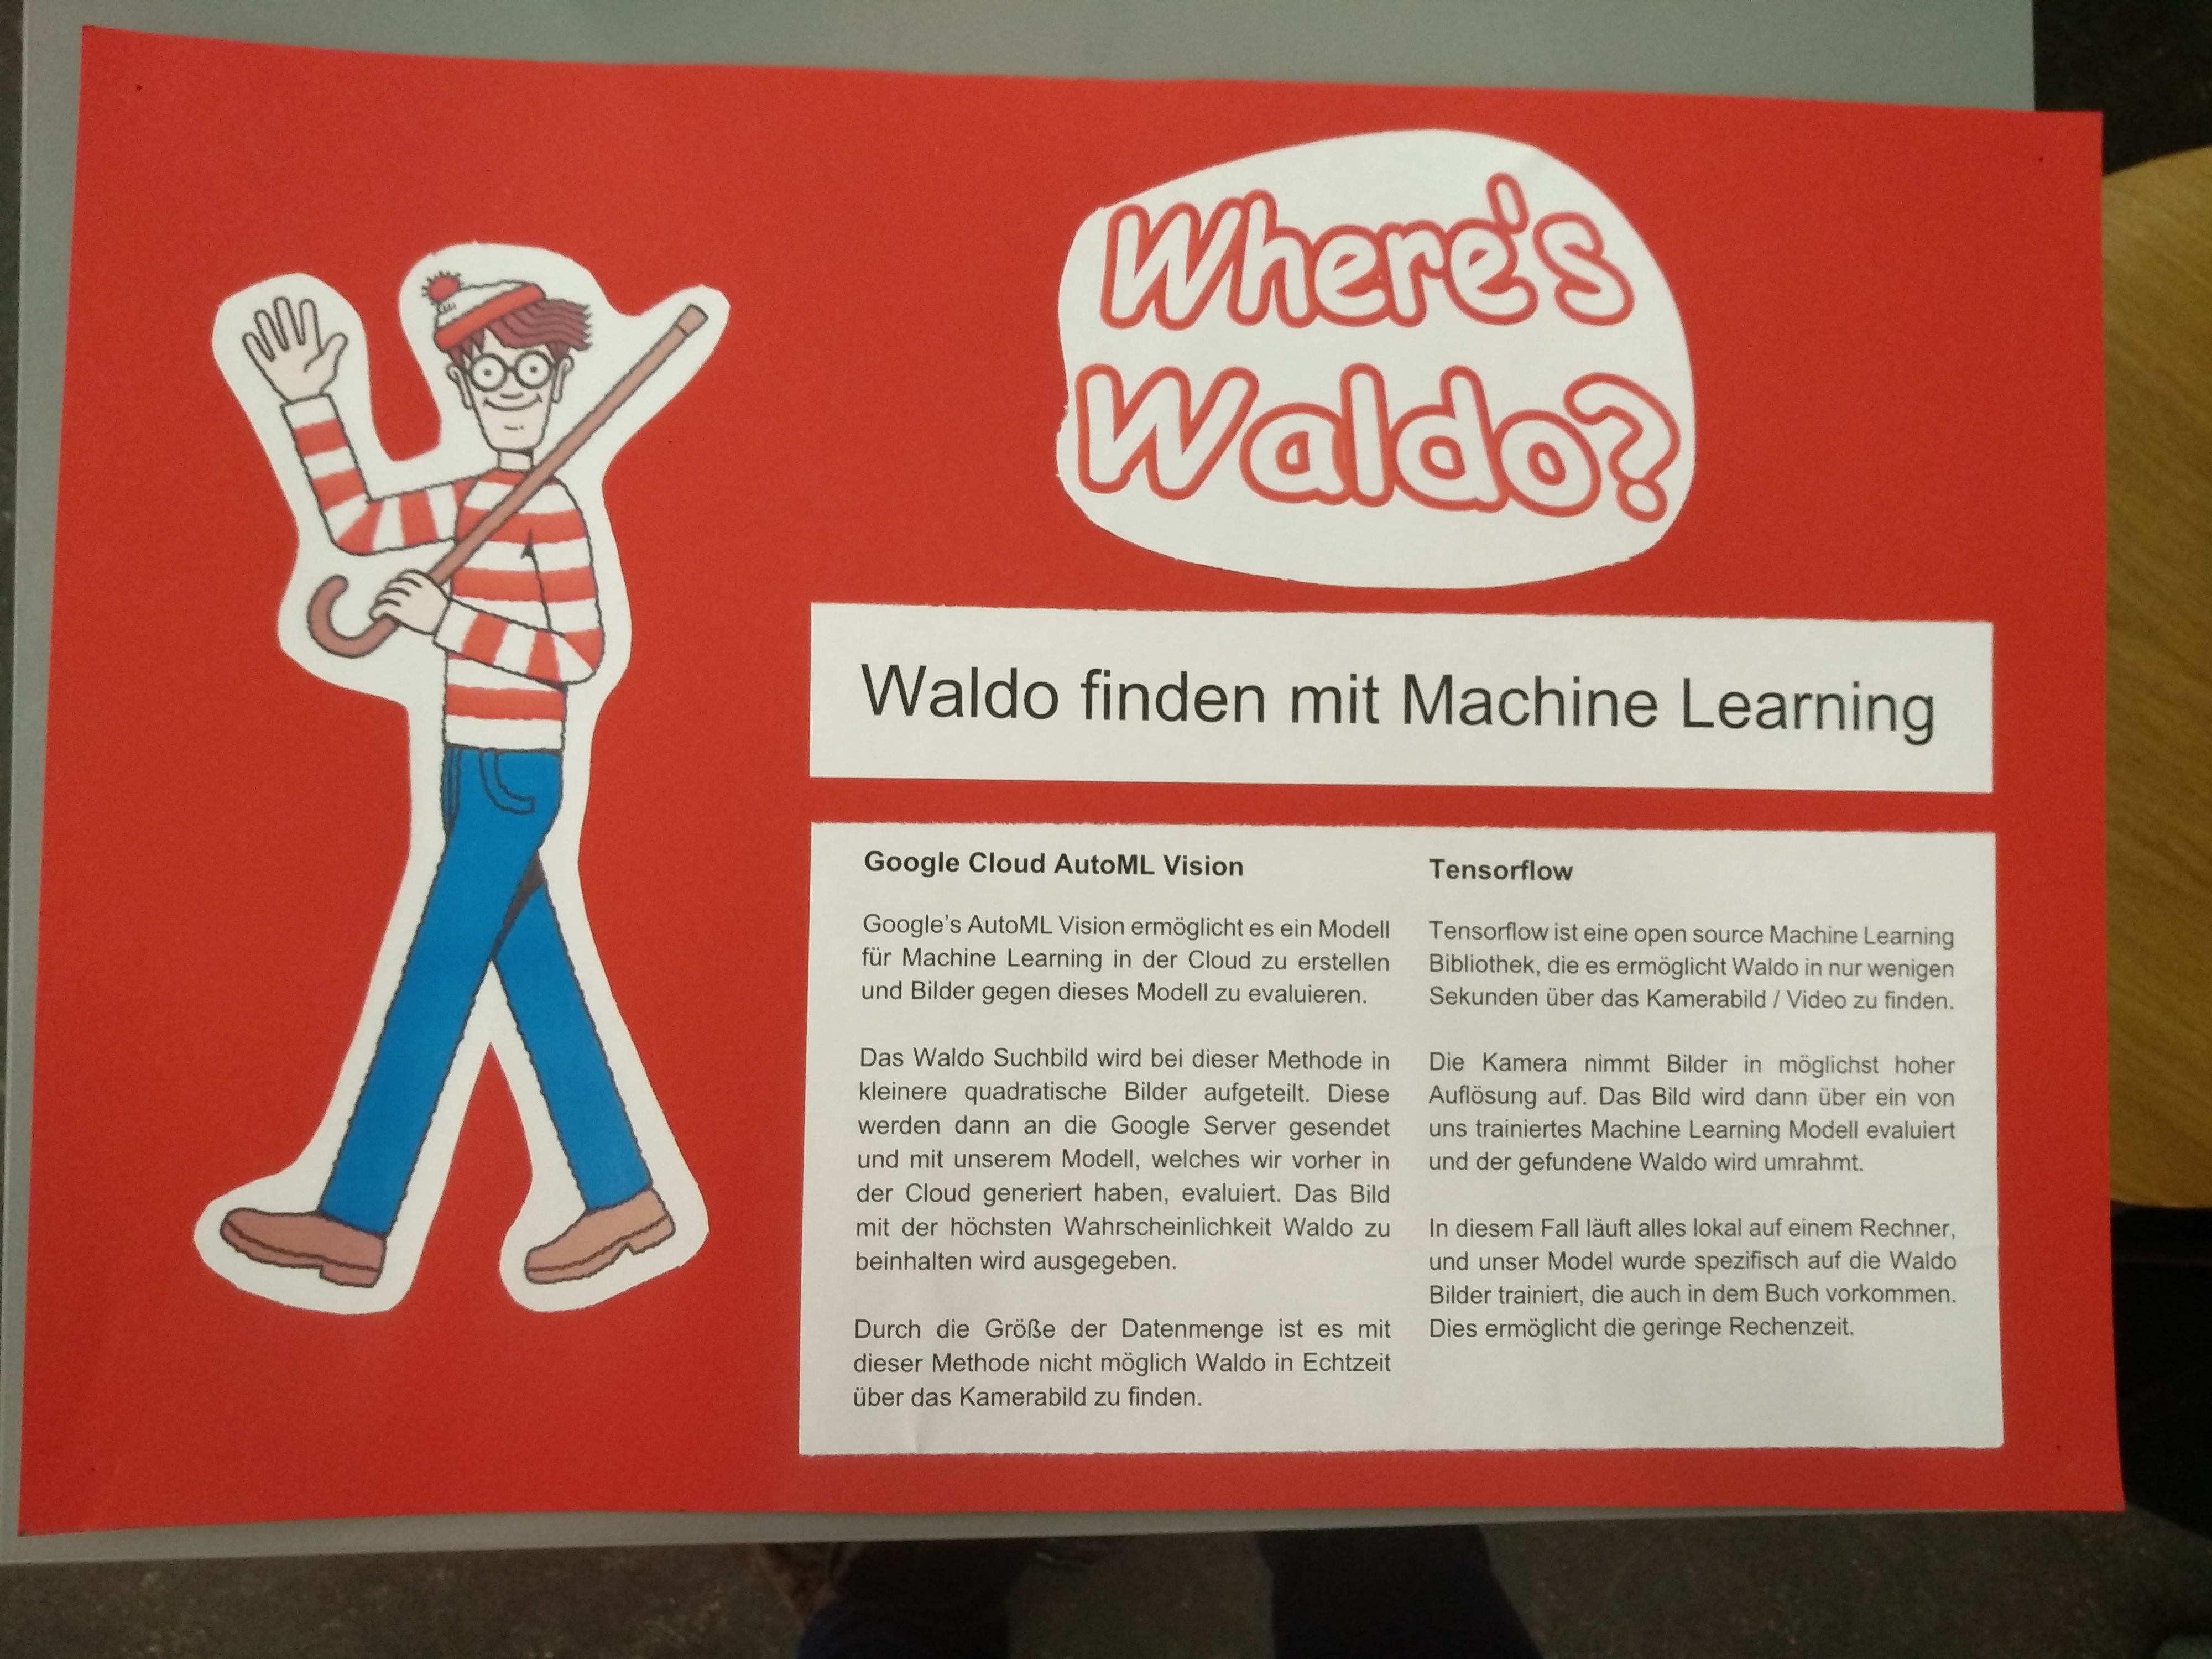 Where's
Waldo?
Waldo finden mit Machine Learning
Google Cloud AutoML Vision
Google's AutoML Vision ermöglicht es ein Modell
für Machine Learning in der Cloud zu erstellen
und Bilder gegen dieses Modell zu evaluieren.
Das Waldo Suchbild wird bei dieser Methode in
kleinere quadratische Bilder aufgeteilt. Diese
werden dann an die Google Server gesendet
und mit unserem Modell, welches wir vorher in
der Cloud generiert haben, evaluiert. Das Bild
mit der höchsten Wahrscheinlichkeit Waldo zu
beinhalten wird ausgegeben.
Durch die Größe der Datenmenge ist es mit
dieser Methode nicht möglich Waldo in Echtzeit
über das Kamerabild zu finden.
Tensorflow
Tensorflow ist eine open source Machine Learning
Bibliothek, die es ermöglicht Waldo in nur wenigen
Sekunden über das Kamerabild / Video zu finden.
Die Kamera nimmt Bilder in möglichst hoher
Auflösung auf. Das Bild wird dann über ein von
uns trainiertes Machine Learning Modell evaluiert
und der gefundene Waldo wird umrahmt.
In diesem Fall läuft alles lokal auf einem Rechner,
und unser Model wurde spezifisch auf die Waldo
Bilder trainiert, die auch in dem Buch vorkommen.
Dies ermöglicht die geringe Rechenzeit.